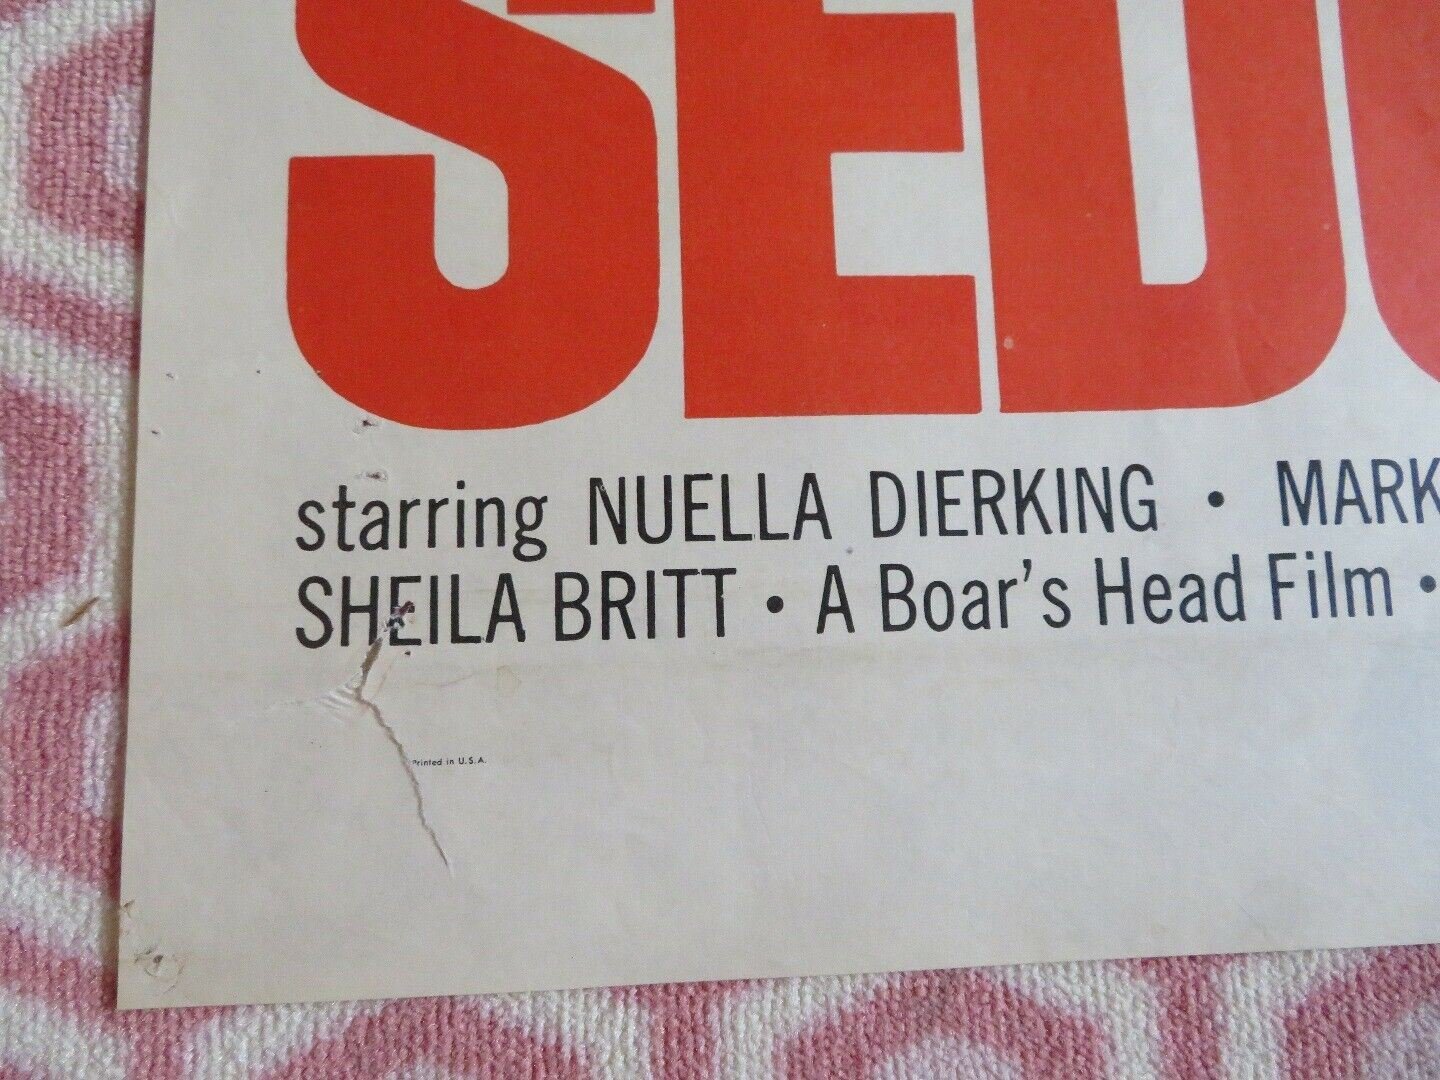 SEDU
starring NUELLA DIERKING • MARK
SHEILA BRITT • A Boar's Head Film •
Printed in U.S.A.